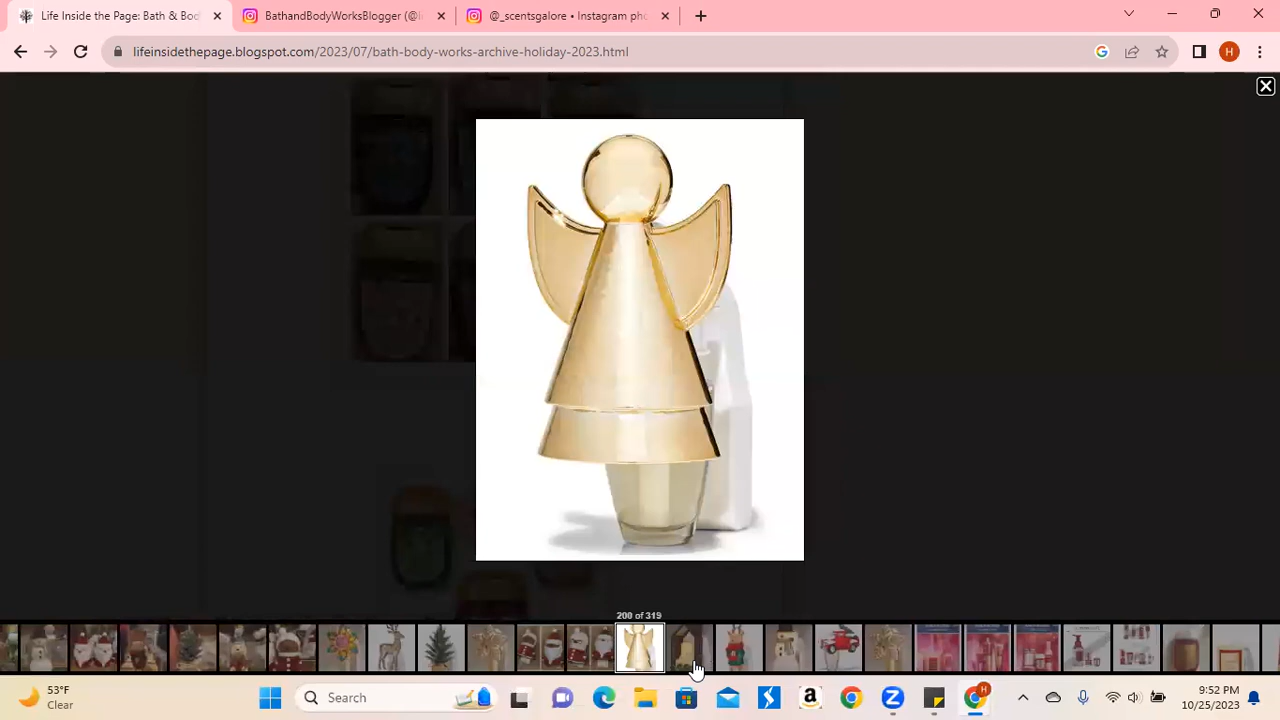 Life Inside the Page: Bath & Bod
BathandBodyWorksBlogger (@l
@_scentsgalore • Instagram pho
lifeinsidethepage.blogspot.com/2023/07/bath-body-works-archive-holiday-2023.html
H
200 of 319
53°F
Clear
Search
H
9:52 PM
10/25/2023